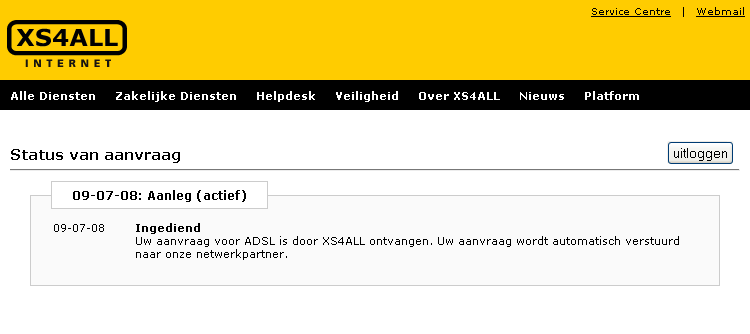 Service Centre | Webmail
XS4ALL
INTERNET
Alle Diensten Zakelijke Diensten Helpdesk Veiligheid Over XS4ALL Nieuws Platform
Status van aanvraag
uitloggen
09-07-08: Aanleg (actief)
09-07-08 Ingediend
Uw aanvraag voor ADSL is door XS4ALL ontvangen. Uw aanvraag wordt automatisch verstuurd
naar onze netwerkpartner.